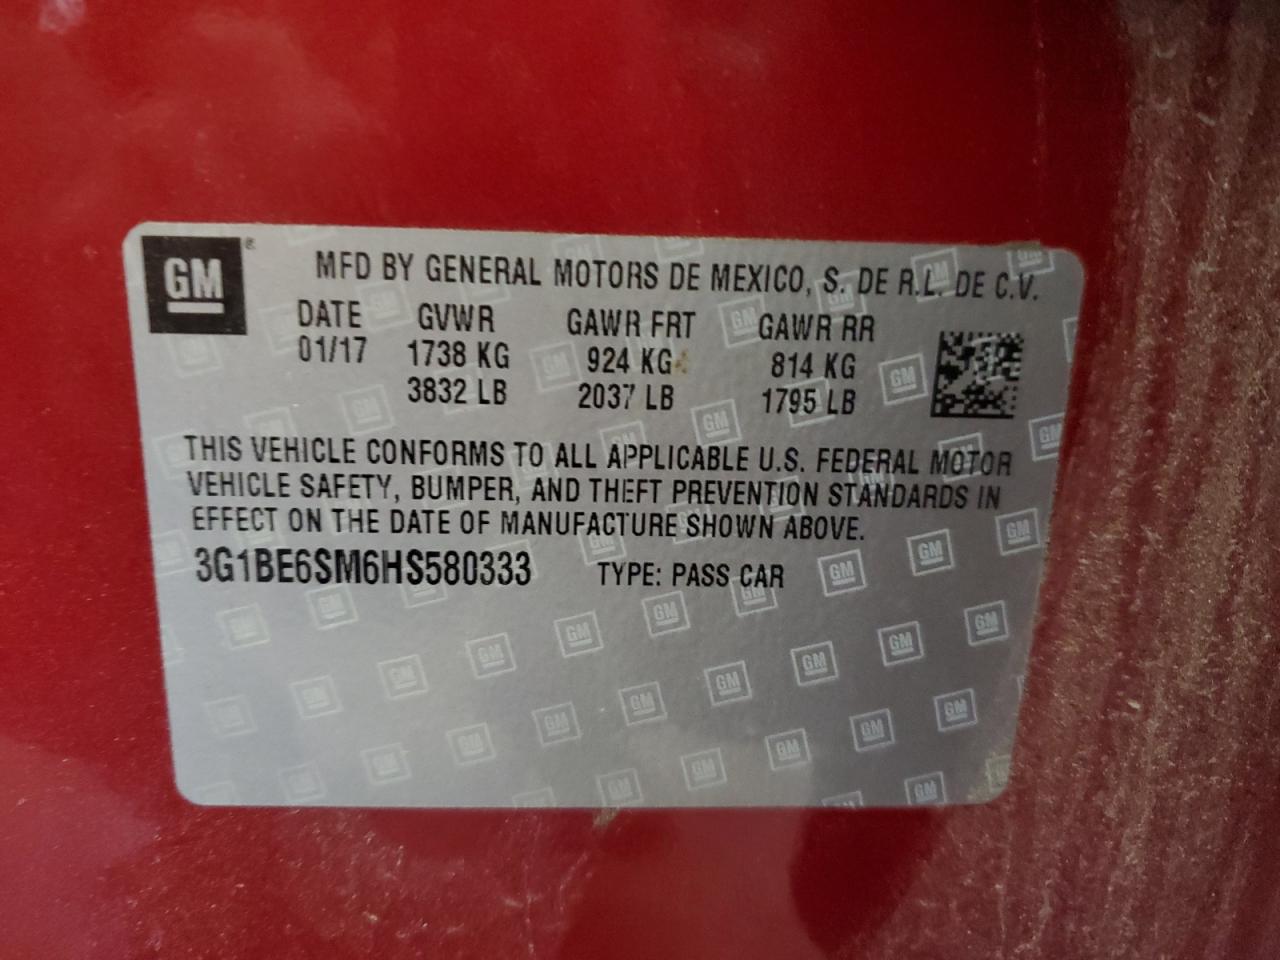 GM
MFD BY GENERAL MOTORS DE MEXICO, S. DE R.L. DE C.V.
DATE GVWR GAWR FRT GAWR RR
01/17 1738 KG 924 KG 814 KG
3832 LB 2037 LB 1795 LB
THIS VEHICLE CONFORMS TO ALL APPLICABLE U.S. FEDERAL MOTOR
VEHICLE SAFETY, BUMPER, AND THEFT PREVENTION STANDARDS IN
EFFECT ON THE DATE OF MANUFACTURE SHOWN ABOVE.
3G1BE6SM6HS580333 TYPE: PASS CAR